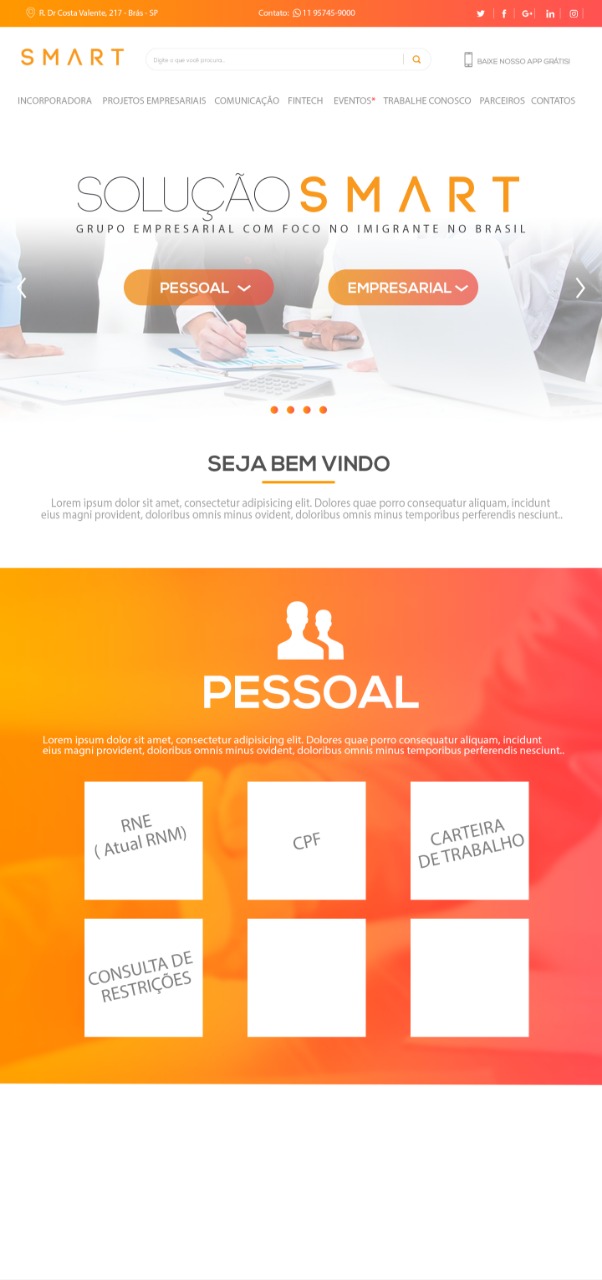 R. Dr Costa Valente, 217 - Brás - SP
Contato: 11 95745-9000
SMART
Digite o que você procura..
BAIXE NOSSO APP GRÁTIS!
INCORPORADORA PROJETOS EMPRESARIAIS COMUNICAÇÃO FINTECH EVENTOS* TRABALHE CONOSCO PARCEIROS CONTATOS
SOLUÇÃO SMART
GRUPO EMPRESARIAL COM FOCO NO IMIGRANTE NO BRASIL
PESSOAL
EMPRESARIAL
SEJA BEM VINDO
Lorem ipsum dolor sit amet, consectetur adipisicing elit. Dolores quae porro consequatur aliquam, incidunt
eius magni provident, doloribus omnis minus ovident, doloribus omnis minus temporibus perferendis nesciunt..
PESSOAL
Lorem ipsum dolor sit amet, consectetur adipisicing elit. Dolores quae porro consequatur aliquam, incidunt
eius magni provident, doloribus omnis minus ovident, doloribus omnis minus temporibus perferendis nesciunt..
RNE
( Atual RNM)
CPF
CARTEIRA
DE TRABALHO
CONSULTA DE
RESTRIÇÕES